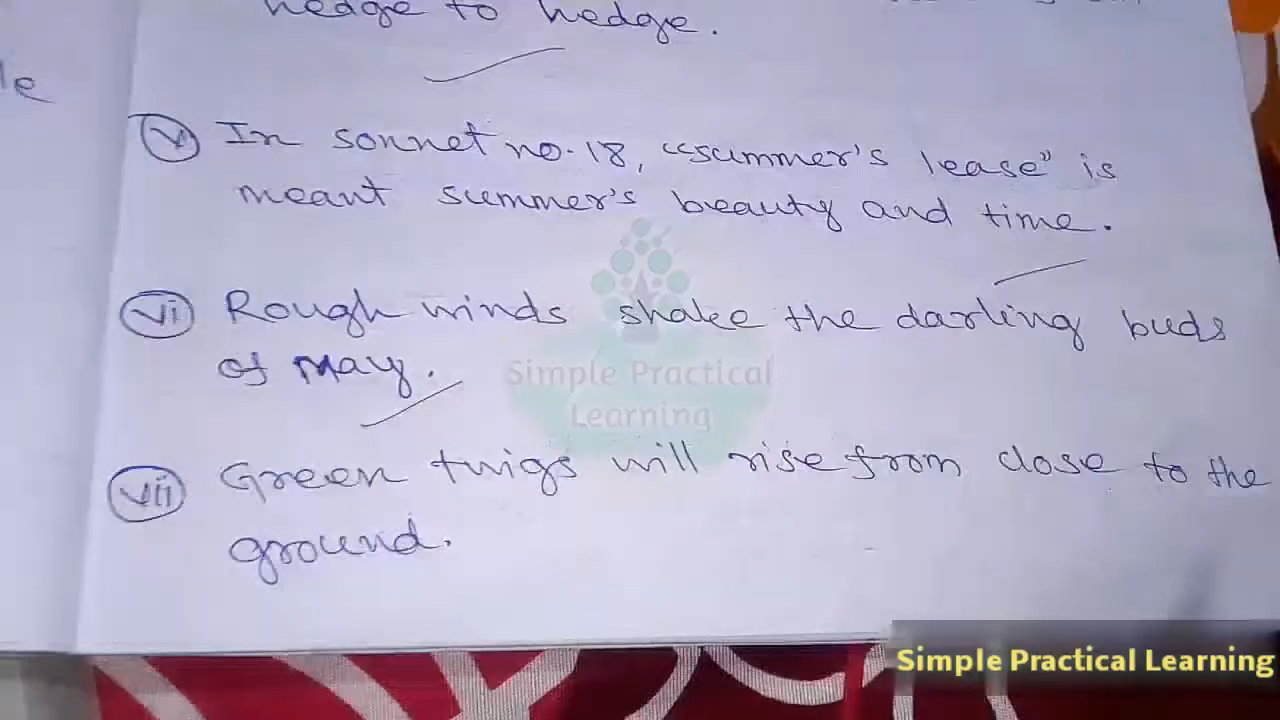 hedge to hedge.
le
(v) In sonnet no. 18, "summer's lease" is
meant summer's beauty and time.
(vi) Rough winds shake the darling buds
of May.
(vii) Green twigs will rise from close to the
ground.
Simple Practical
Learning
Simple Practical Learning